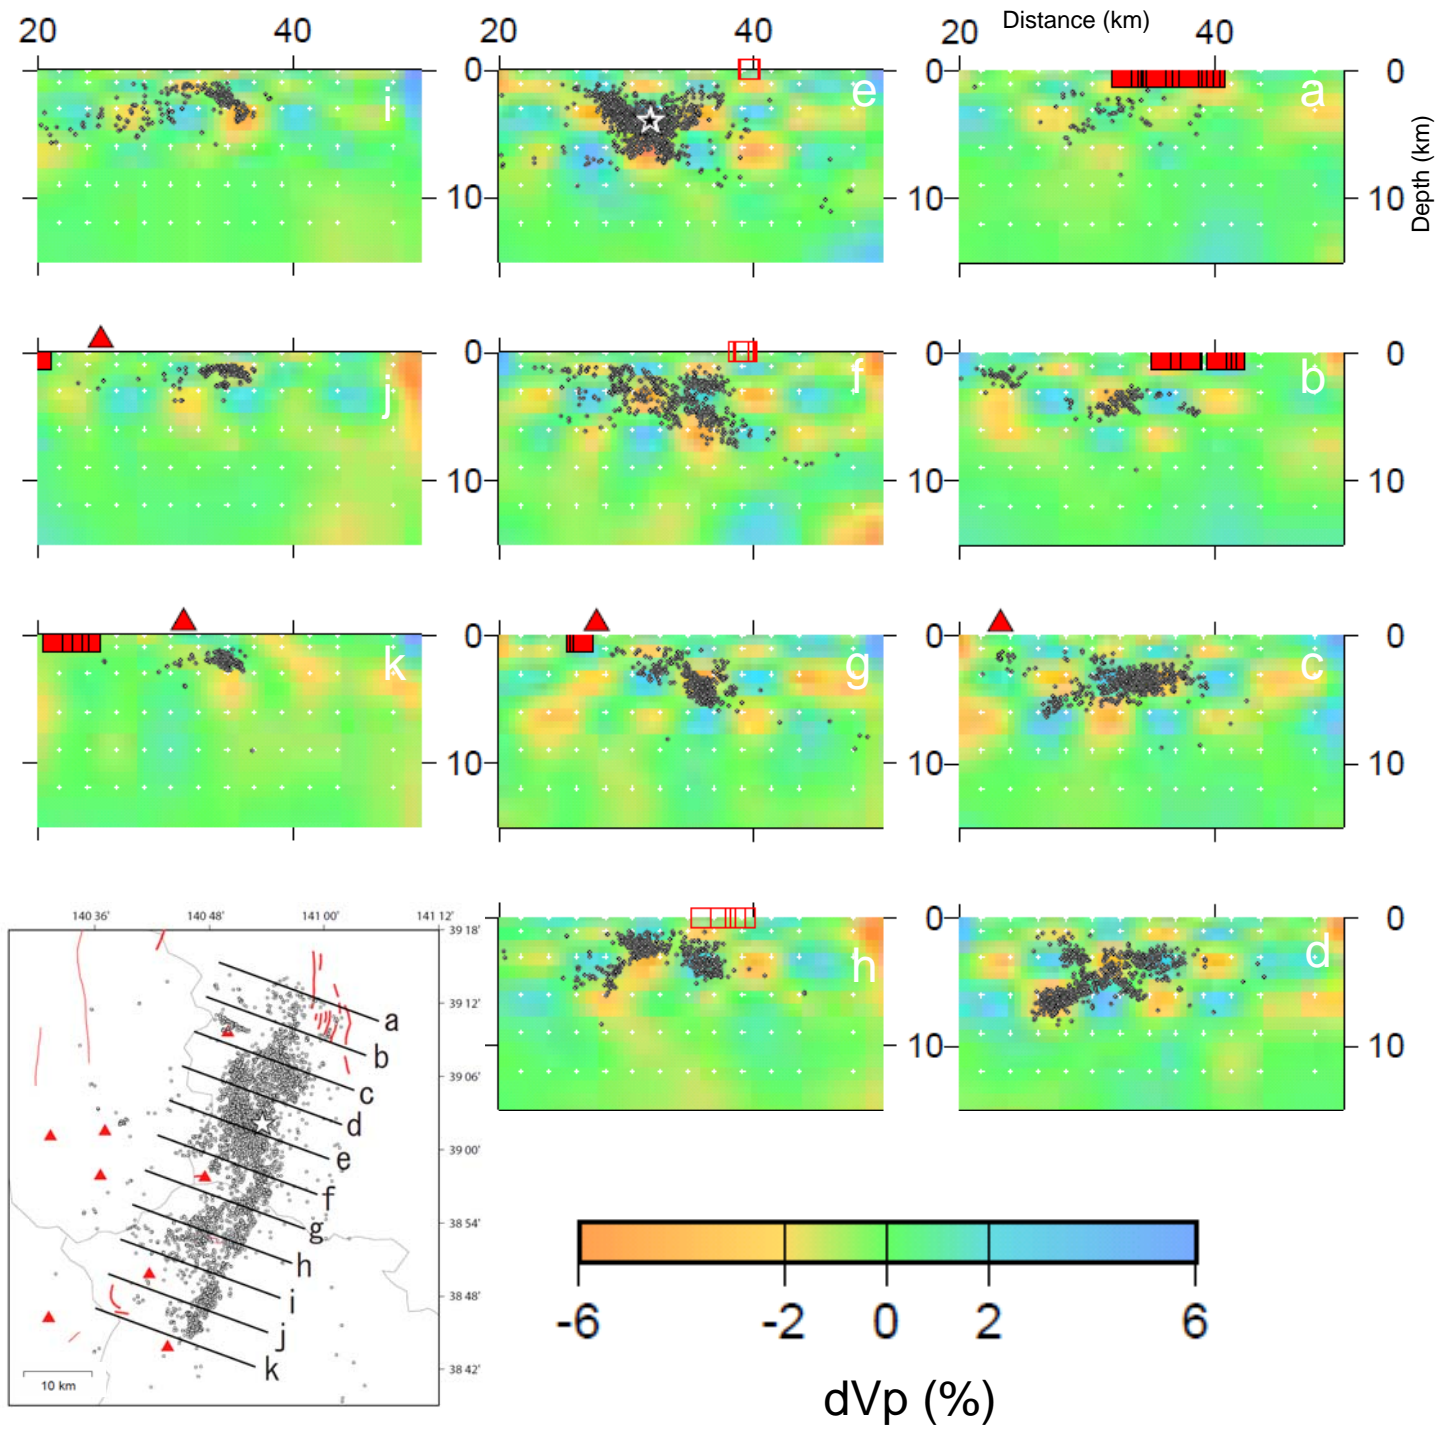 20 40 20 40 20 Distance (km) 40
i 0 e 0 a 0
10 10 10
Depth (km)
j 0 f 0 b 0
10 10 10
k 0 g 0 c 0
10 10 10
h 0 d 0
10 10
140 36' 140 48' 141 00' 141 12'
39 18'
39 12'
39 06'
39 00'
38 54'
38 48'
38 42'
a
b
c
d
e
f
g
h
i
j
k
10 km
-6 -2 0 2 6
dVp (%)